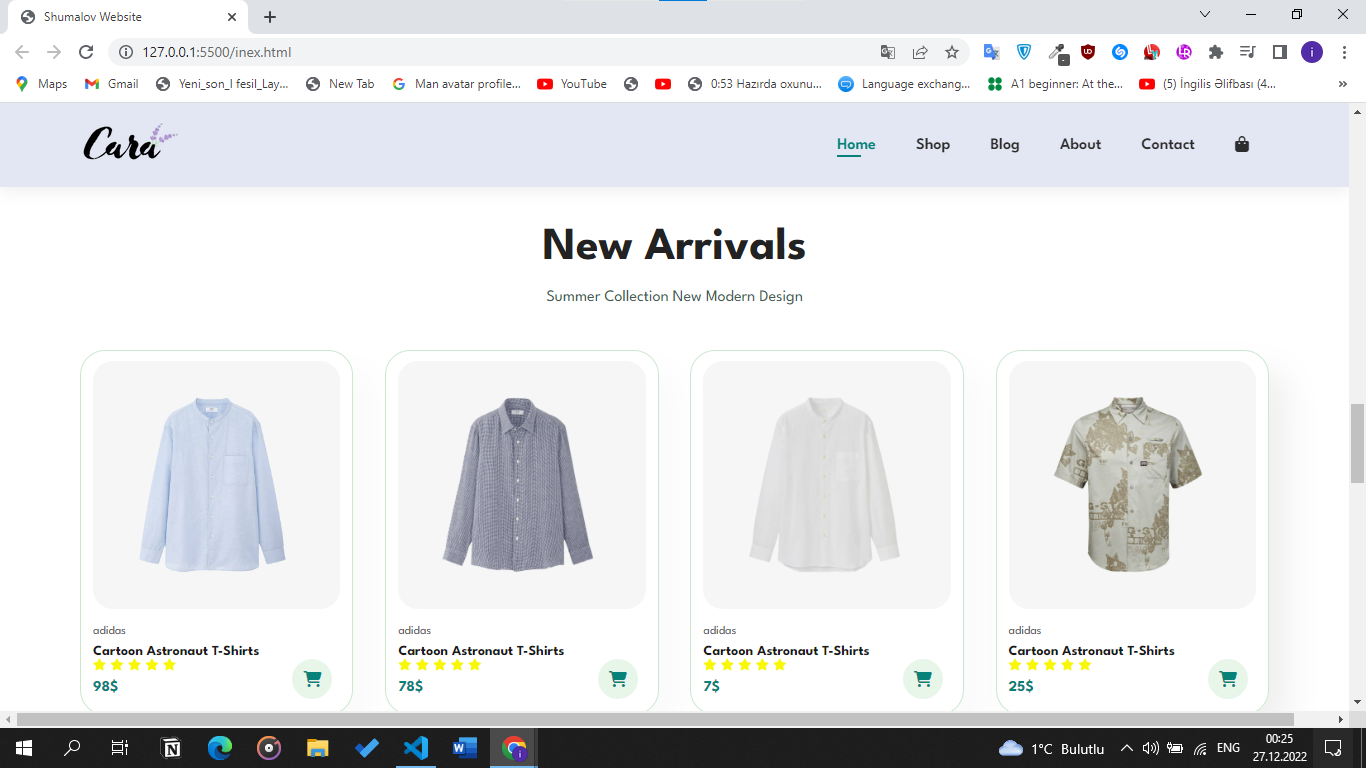 Shumalov Website
127.0.0.1:5500/inex.html
Maps Gmail Yeni_son_I fesil_Lay... New Tab Man avatar profile... YouTube 0:53 Hazırda oxunu... Language exchang... A1 beginner: At the... (5) İngilis Əlifbası (4... »
Cara
Home Shop Blog About Contact
New Arrivals
Summer Collection New Modern Design
adidas adidas adidas adidas
Cartoon Astronaut T-Shirts Cartoon Astronaut T-Shirts Cartoon Astronaut T-Shirts Cartoon Astronaut T-Shirts
98$ 78$ 7$ 25$
1°C Bulutlu ENG 00:25
27.12.2022